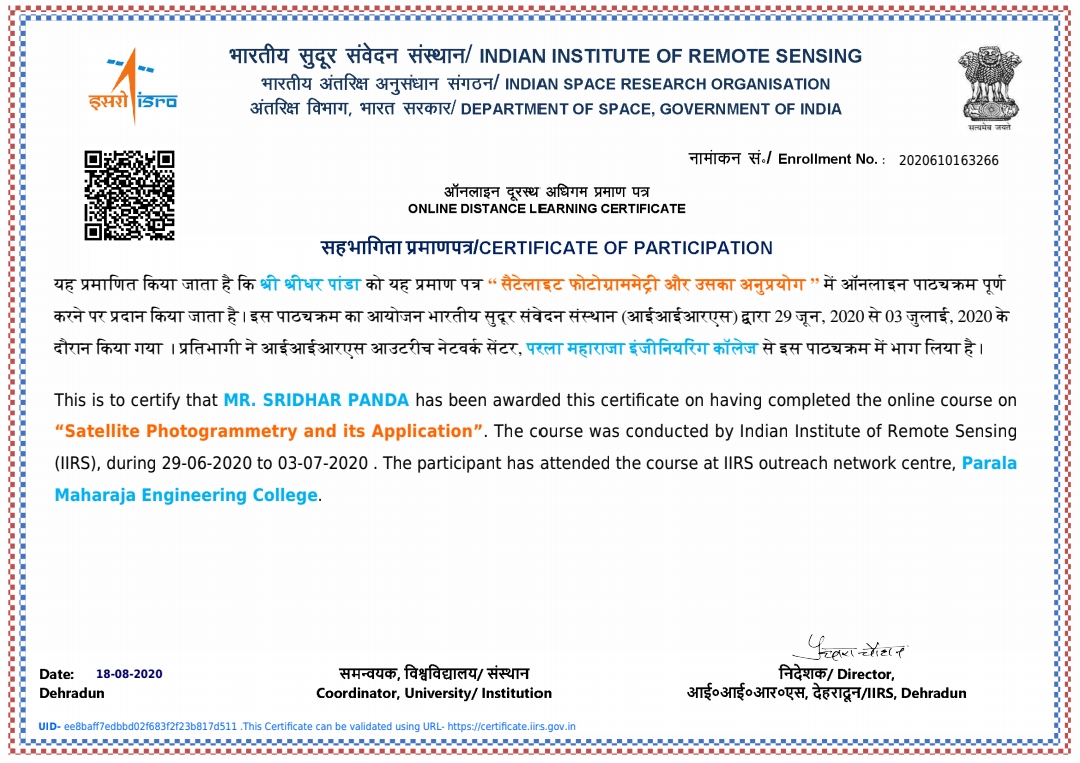 भारतीय सुदूर संवेदन संस्थान/ INDIAN INSTITUTE OF REMOTE SENSING
भारतीय अंतरिक्ष अनुसंधान संगठन/ INDIAN SPACE RESEARCH ORGANISATION
अंतरिक्ष विभाग, भारत सरकार/ DEPARTMENT OF SPACE, GOVERNMENT OF INDIA
इसरो isro
सत्यमेव जयते
नामांकन सं०/ Enrollment No. : 2020610163266
ऑनलाइन दूरस्थ अधिगम प्रमाण पत्र
ONLINE DISTANCE LEARNING CERTIFICATE
सहभागिता प्रमाणपत्र/CERTIFICATE OF PARTICIPATION
यह प्रमाणित किया जाता है कि श्री श्रीधर पांडा को यह प्रमाण पत्र “ सैटेलाइट फोटोग्राममेट्री और उसका अनुप्रयोग ” में ऑनलाइन पाठ्यक्रम पूर्ण
करने पर प्रदान किया जाता है। इस पाठ्यक्रम का आयोजन भारतीय सुदूर संवेदन संस्थान (आईआईआरएस) द्वारा 29 जून, 2020 से 03 जुलाई, 2020 के
दौरान किया गया । प्रतिभागी ने आईआईआरएस आउटरीच नेटवर्क सेंटर, परला महाराजा इंजीनियरिंग कॉलेज से इस पाठ्यक्रम में भाग लिया है।
This is to certify that MR. SRIDHAR PANDA has been awarded this certificate on having completed the online course on
“Satellite Photogrammetry and its Application”. The course was conducted by Indian Institute of Remote Sensing
(IIRS), during 29-06-2020 to 03-07-2020 . The participant has attended the course at IIRS outreach network centre, Parala
Maharaja Engineering College.
Date: 18-08-2020
Dehradun
समन्वयक, विश्वविद्यालय/ संस्थान
Coordinator, University/ Institution
निदेशक/ Director,
आई०आई०आर०एस, देहरादून/IIRS, Dehradun
UID- ee8baff7edbbd02f683f2f23b817d511 .This Certificate can be validated using URL- https://certificate.iirs.gov.in